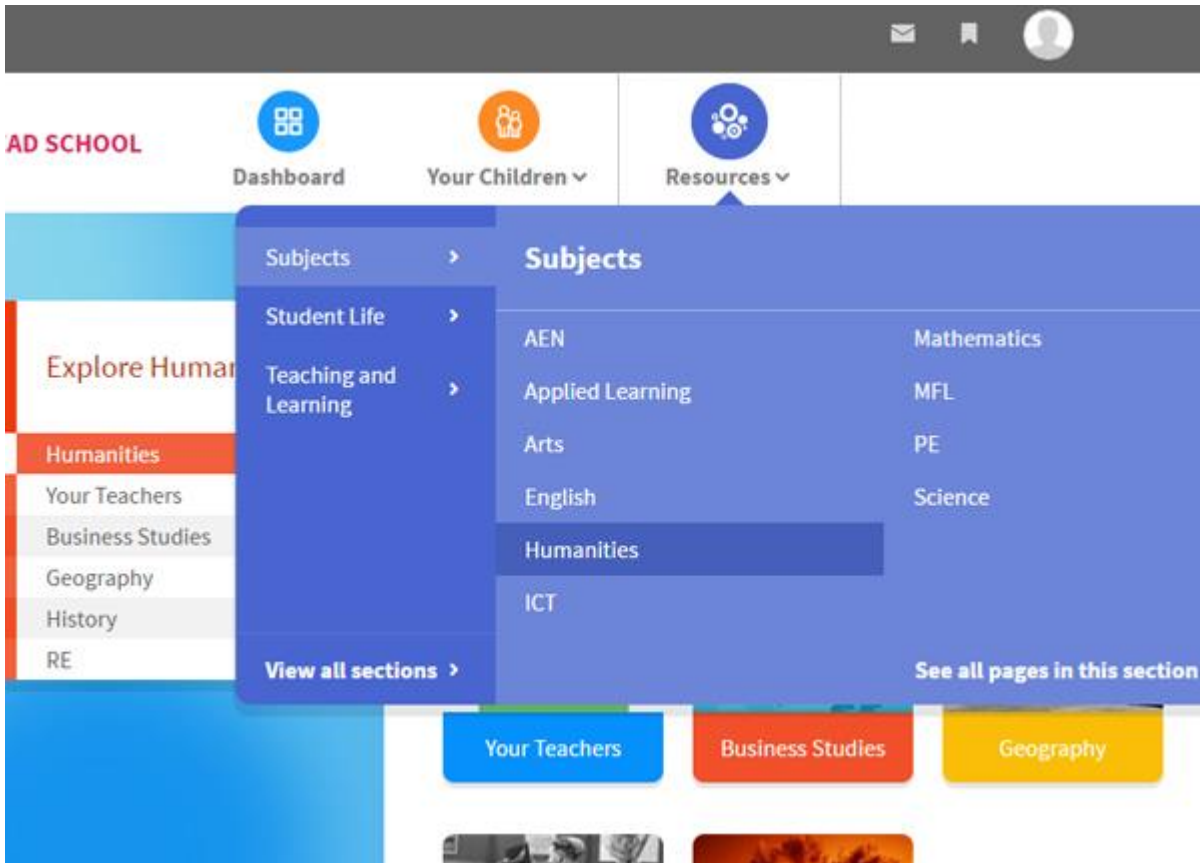 AD SCHOOL
Dashboard
Your Children
Resources
Subjects
Student Life
Teaching and
Learning
View all sections
Subjects
AEN
Applied Learning
Arts
English
Humanities
ICT
Mathematics
MFL
PE
Science
See all pages in this section
Explore Human
Humanities
Your Teachers
Business Studies
Geography
History
RE
Your Teachers
Business Studies
Geography